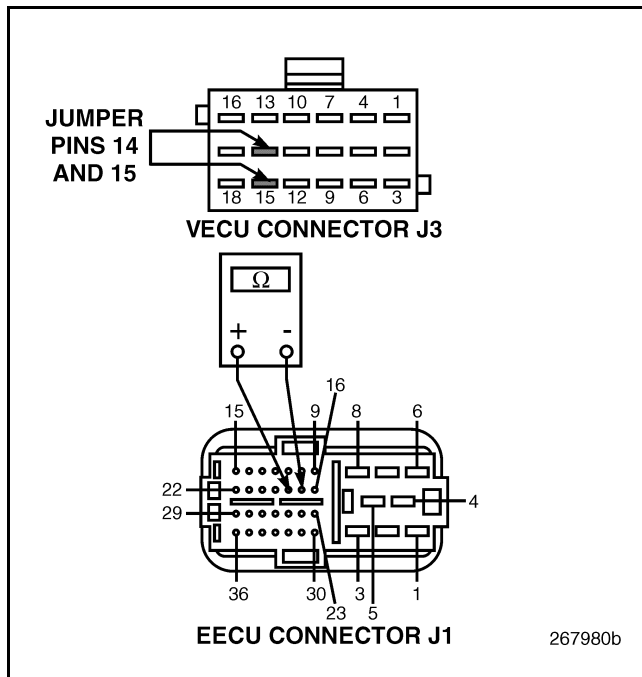 16 13 10 7 4 1
JUMPER
PINS 14
AND 15
18 15 12 9 6 3
VECU CONNECTOR J3
Ω
+ -
16
15 9 8 6
22 4
29
36 30 3 1
23 5
EECU CONNECTOR J1
267980b